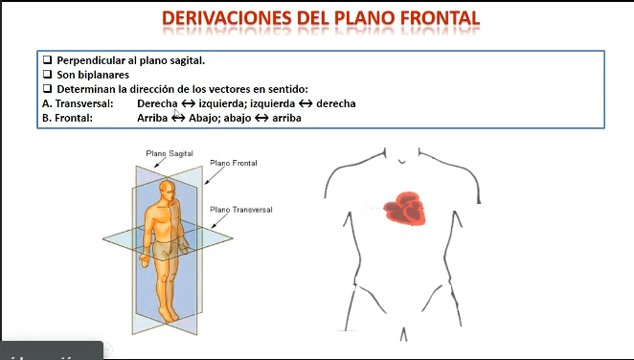 DERIVACIONES DEL PLANO FRONTAL
Perpendicular al plano sagital.
Son biplanares
Determinan la dirección de los vectores en sentido:
A. Transversal: Derecha ↔ izquierda; izquierda ↔ derecha
B. Frontal: Arriba ↔ Abajo; abajo ↔ arriba
Plano Sagital
Plano Frontal
Plano Transversal